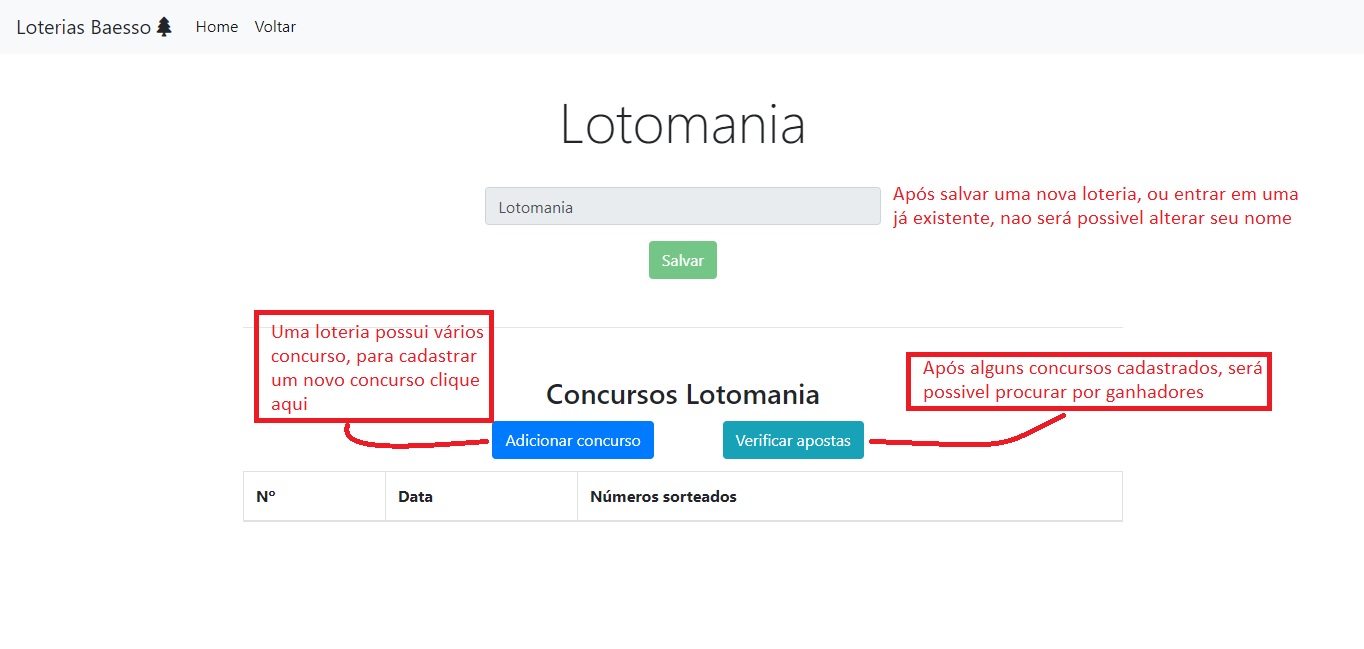 Loterias Baesso Home Voltar
Lotomania
Lotomania
Após salvar uma nova loteria, ou entrar em uma
já existente, nao será possivel alterar seu nome
Salvar
Uma loteria possui vários
concurso, para cadastrar
um novo concurso clique
aqui
Após alguns concursos cadastrados, será
possivel procurar por ganhadores
Concursos Lotomania
Adicionar concurso Verificar apostas
Nº Data Números sorteados